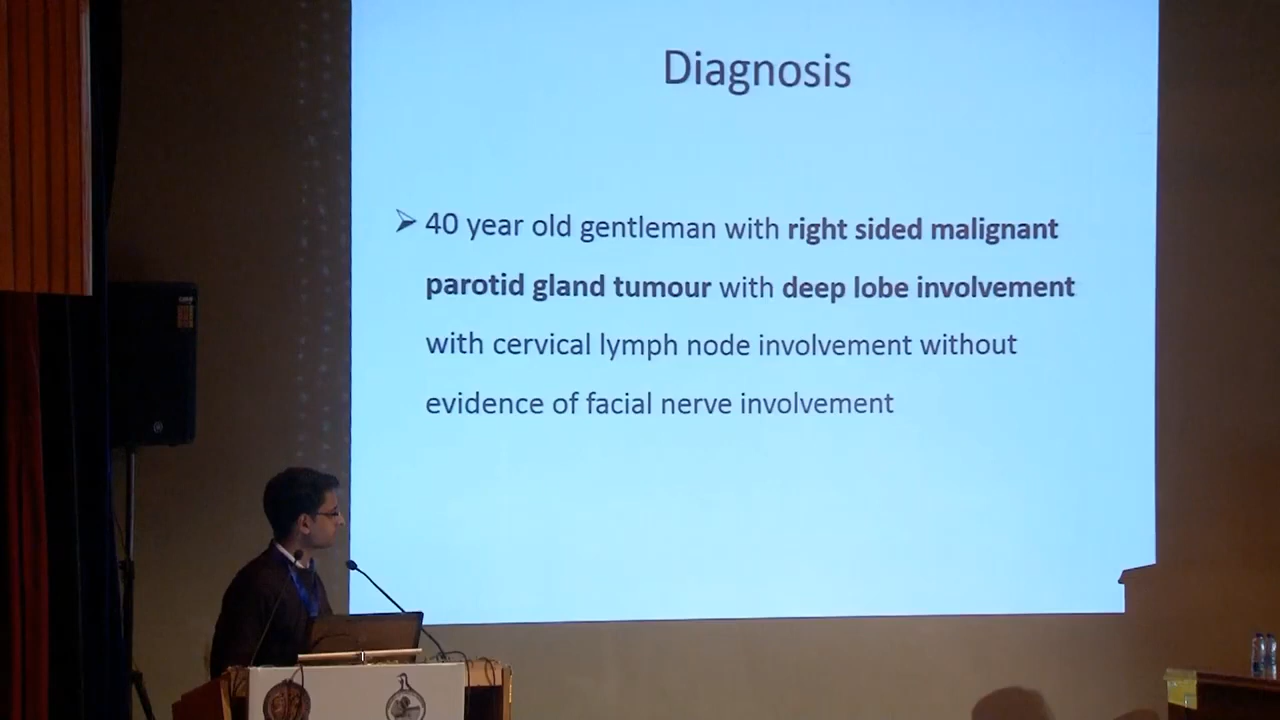 Diagnosis
➢ 40 year old gentleman with right sided malignant
parotid gland tumour with deep lobe involvement
with cervical lymph node involvement without
evidence of facial nerve involvement